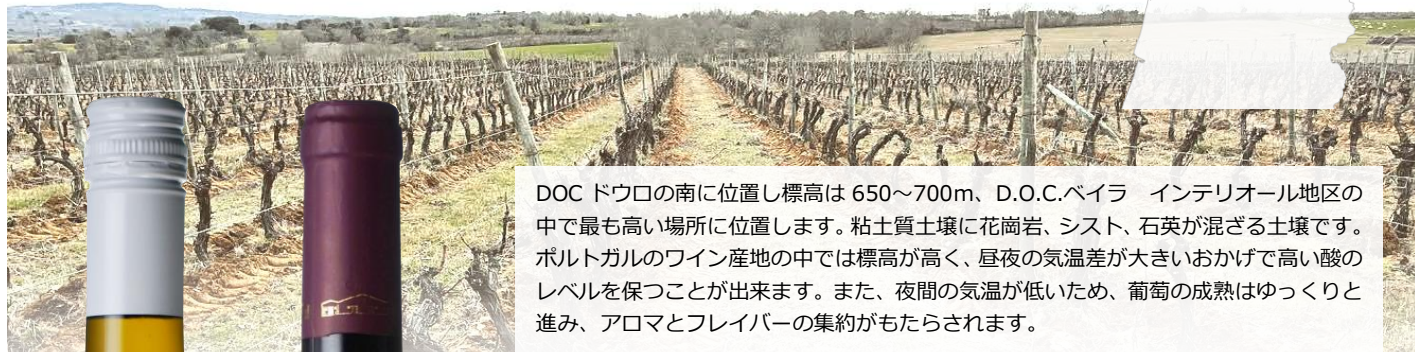 DOC ドウロの南に位置し標高は 650～700m、D.O.C.ベイラ　インテリオール地区の
中で最も高い場所に位置します。粘土質土壌に花崗岩、シスト、石英が混ざる土壌です。
ポルトガルのワイン産地の中では標高が高く、昼夜の気温差が大きいおかげで高い酸の
レベルを保つことが出来ます。また、夜間の気温が低いため、葡萄の成熟はゆっくりと
進み、アロマとフレイバーの集約がもたらされます。